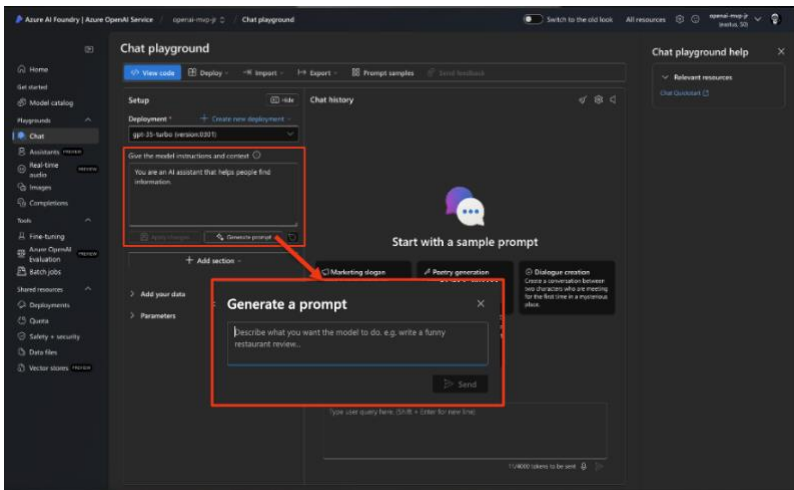 Azure AI Foundry | Azure OpenAI Service / openai-mvp-jr / Chat playground
Switch to the old look
All resources
openai-mvp-jr
(eastus, S0)
Home
Get started
Model catalog
Playgrounds
Chat
Assistants PREVIEW
Real-time audio PREVIEW
Images
Completions
Tools
Fine-tuning
Azure OpenAI Evaluation PREVIEW
Batch jobs
Shared resources
Deployments
Quota
Safety + security
Data files
Vector stores PREVIEW
Chat playground
View code
Deploy
Import
Export
Prompt samples
Send feedback
Setup
Hide
Deployment *
+ Create new deployment
gpt-35-turbo (version:0301)
Give the model instructions and context
You are an AI assistant that helps people find
information.
Apply changes
Generate prompt
+ Add section
Add your data
Parameters
Chat history
Start with a sample prompt
Marketing slogan
Poetry generation
Dialogue creation
Create a conversation between
two characters who are meeting
for the first time in a mysterious
place.
Generate a prompt
Describe what you want the model to do. e.g. write a funny
restaurant review...
Send
Type user query here. (Shift + Enter for new line)
11/4000 tokens to be sent
Chat playground help
Relevant resources
Chat Quickstart